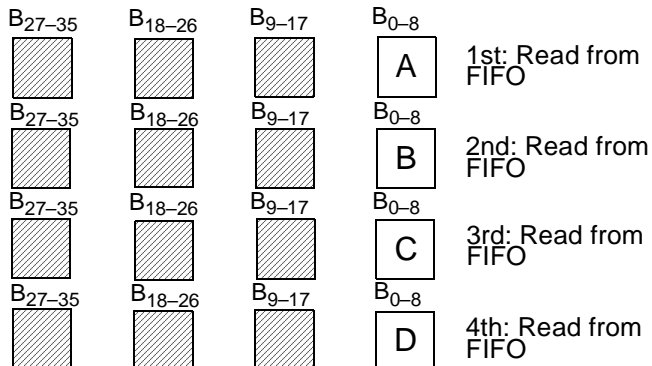 B27–35 B18–26 B9–17 B0–8
A 1st: Read from
FIFO
B27–35 B18–26 B9–17 B0–8
B 2nd: Read from
FIFO
B27–35 B18–26 B9–17 B0–8
C 3rd: Read from
FIFO
B27–35 B18–26 B9–17 B0–8
D 4th: Read from
FIFO